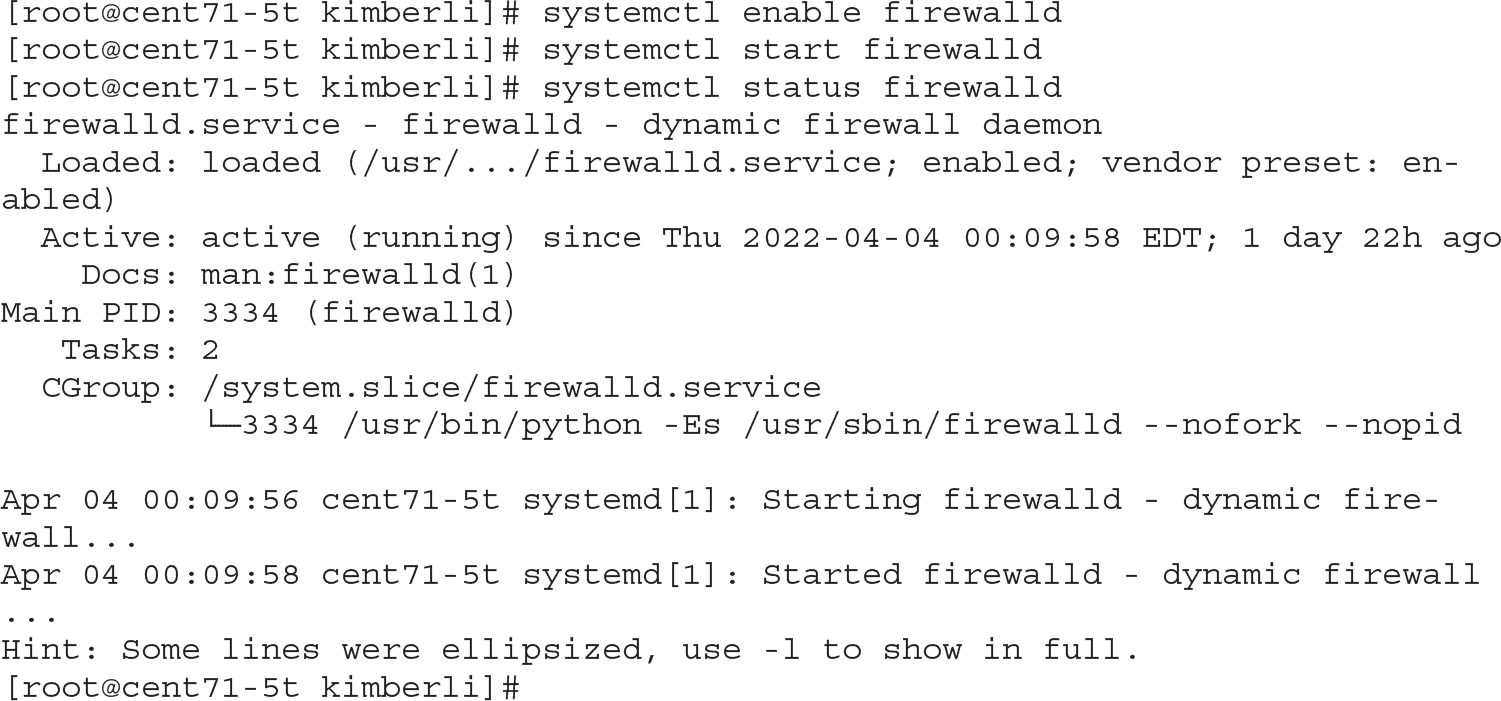 [root@cent71-5t kimberli]# systemctl enable firewalld
[root@cent71-5t kimberli]# systemctl start firewalld
[root@cent71-5t kimberli]# systemctl status firewalld
firewalld.service - firewalld - dynamic firewall daemon
  Loaded: loaded (/usr/.../firewalld.service; enabled; vendor preset: en-
abled)
  Active: active (running) since Thu 2022-04-04 00:09:58 EDT; 1 day 22h ago
    Docs: man:firewalld(1)
Main PID: 3334 (firewalld)
   Tasks: 2
  CGroup: /system.slice/firewalld.service
          └─3334 /usr/bin/python -Es /usr/sbin/firewalld --nofork --nopid

Apr 04 00:09:56 cent71-5t systemd[1]: Starting firewalld - dynamic fire-
wall...
Apr 04 00:09:58 cent71-5t systemd[1]: Started firewalld - dynamic firewall
...
Hint: Some lines were ellipsized, use -l to show in full.
[root@cent71-5t kimberli]#